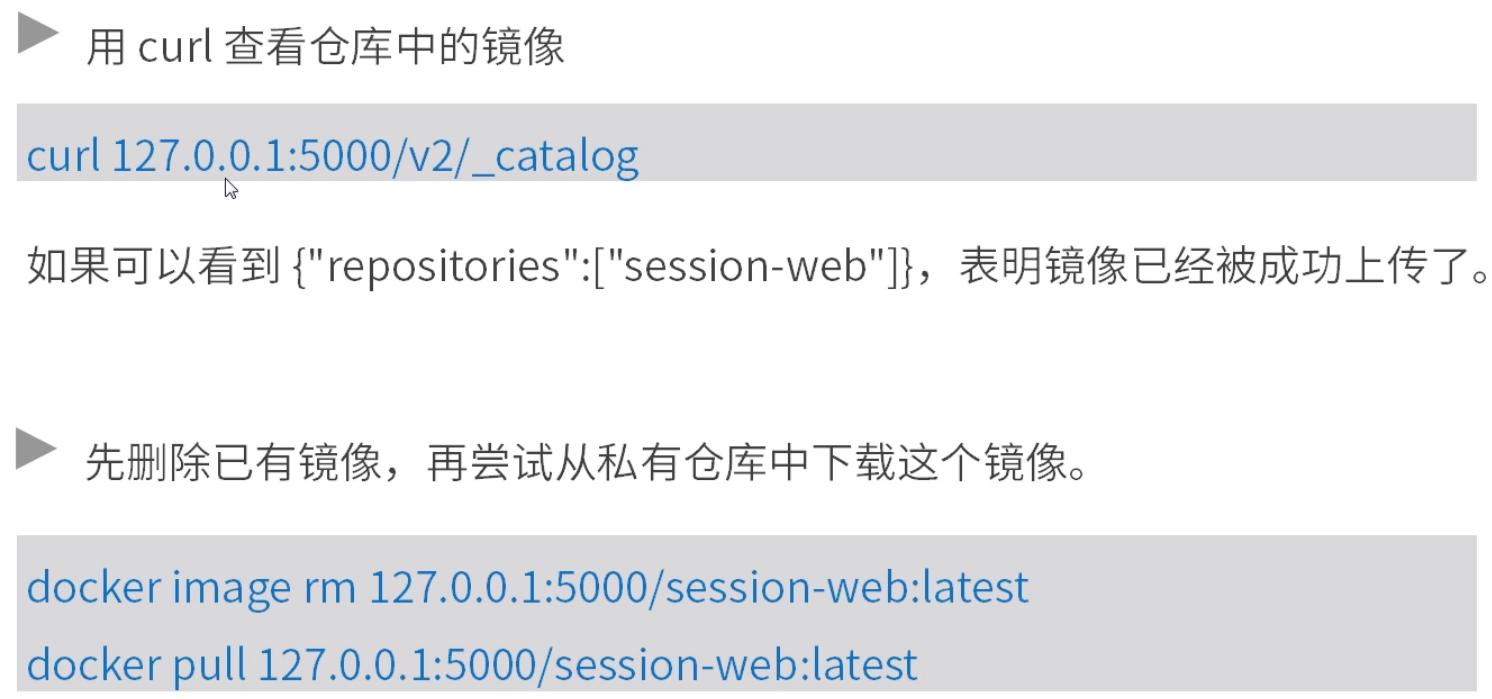 用 curl 查看仓库中的镜像
curl 127.0.0.1:5000/v2/_catalog
如果可以看到 {"repositories":["session-web"]}，表明镜像已经被成功上传了。
先删除已有镜像，再尝试从私有仓库中下载这个镜像。
docker image rm 127.0.0.1:5000/session-web:latest
docker pull 127.0.0.1:5000/session-web:latest